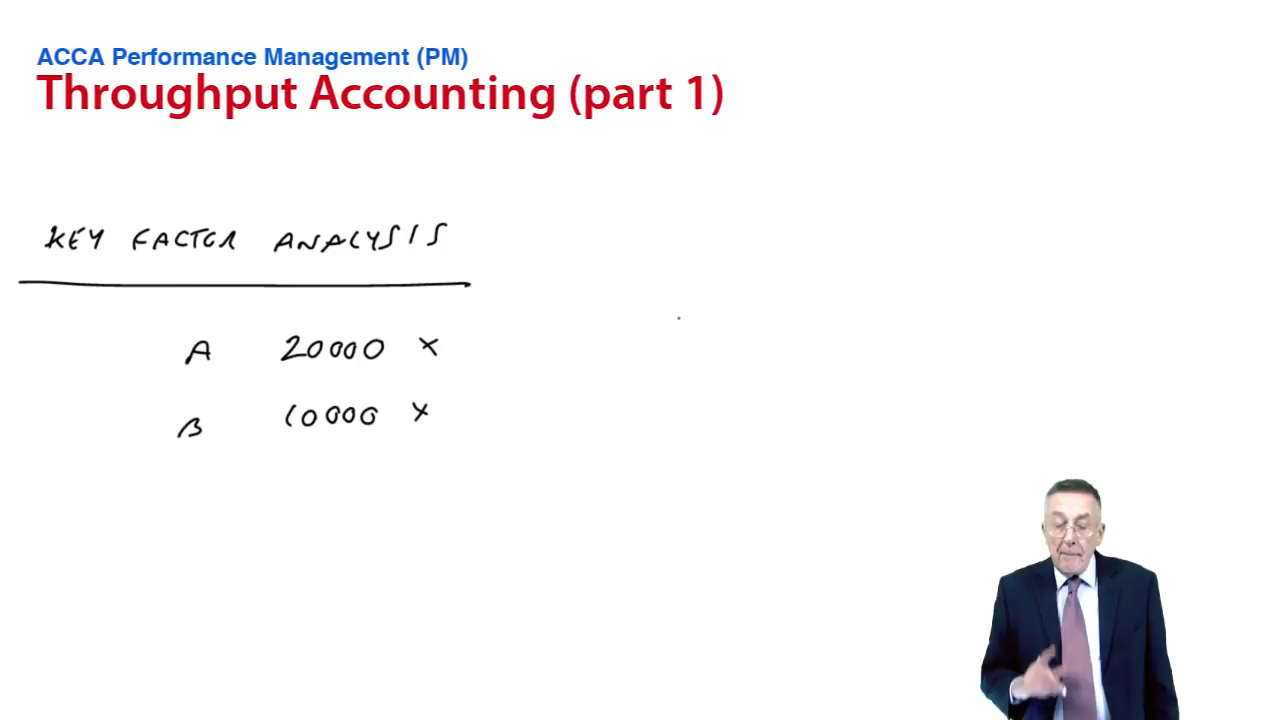 ACCA Performance Management (PM)
Throughput Accounting (part 1)
KEY FACTOR ANALYSIS
A 20000 ×
B 10000 ×